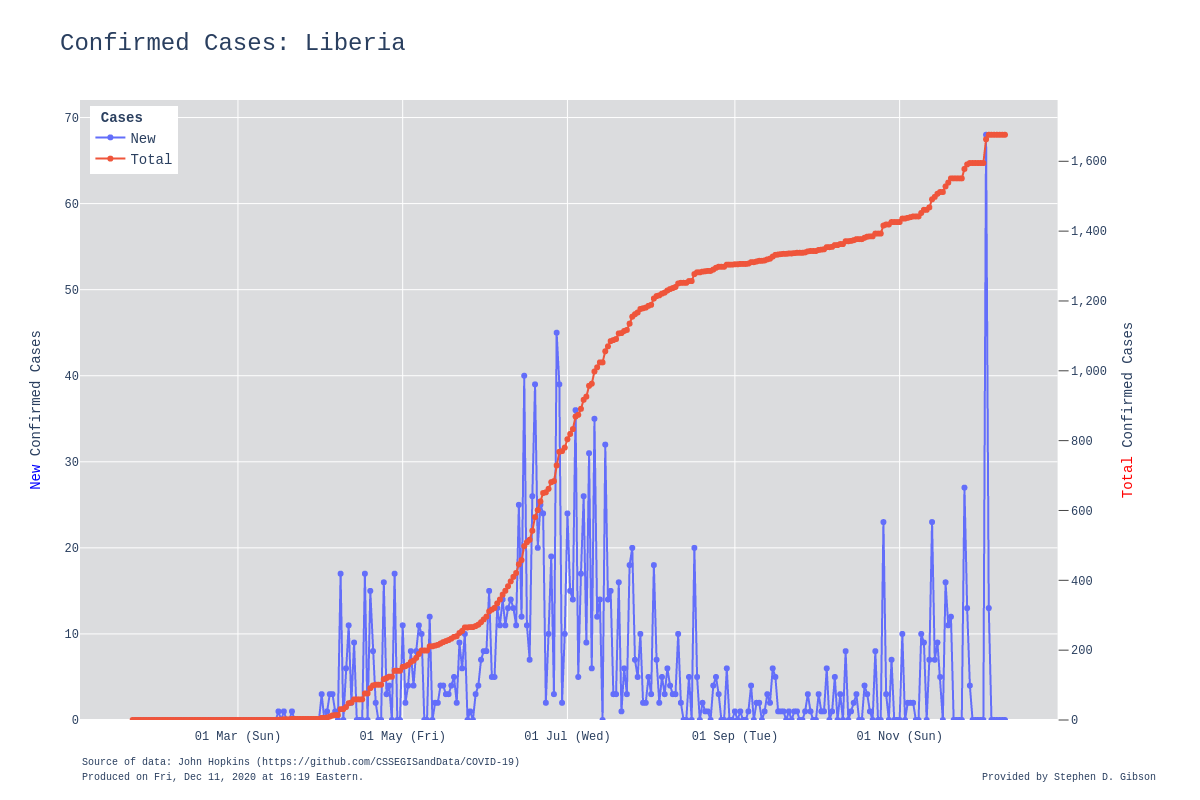 Confirmed Cases: Liberia
Cases
New
Total
70
60
50
40
30
20
10
0
1,600
1,400
1,200
1,000
800
600
400
200
0
New Confirmed Cases
Total Confirmed Cases
01 Mar (Sun)
01 May (Fri)
01 Jul (Wed)
01 Sep (Tue)
01 Nov (Sun)
Source of data: John Hopkins (https://github.com/CSSEGISandData/COVID-19)
Produced on Fri, Dec 11, 2020 at 16:19 Eastern.
Provided by Stephen D. Gibson